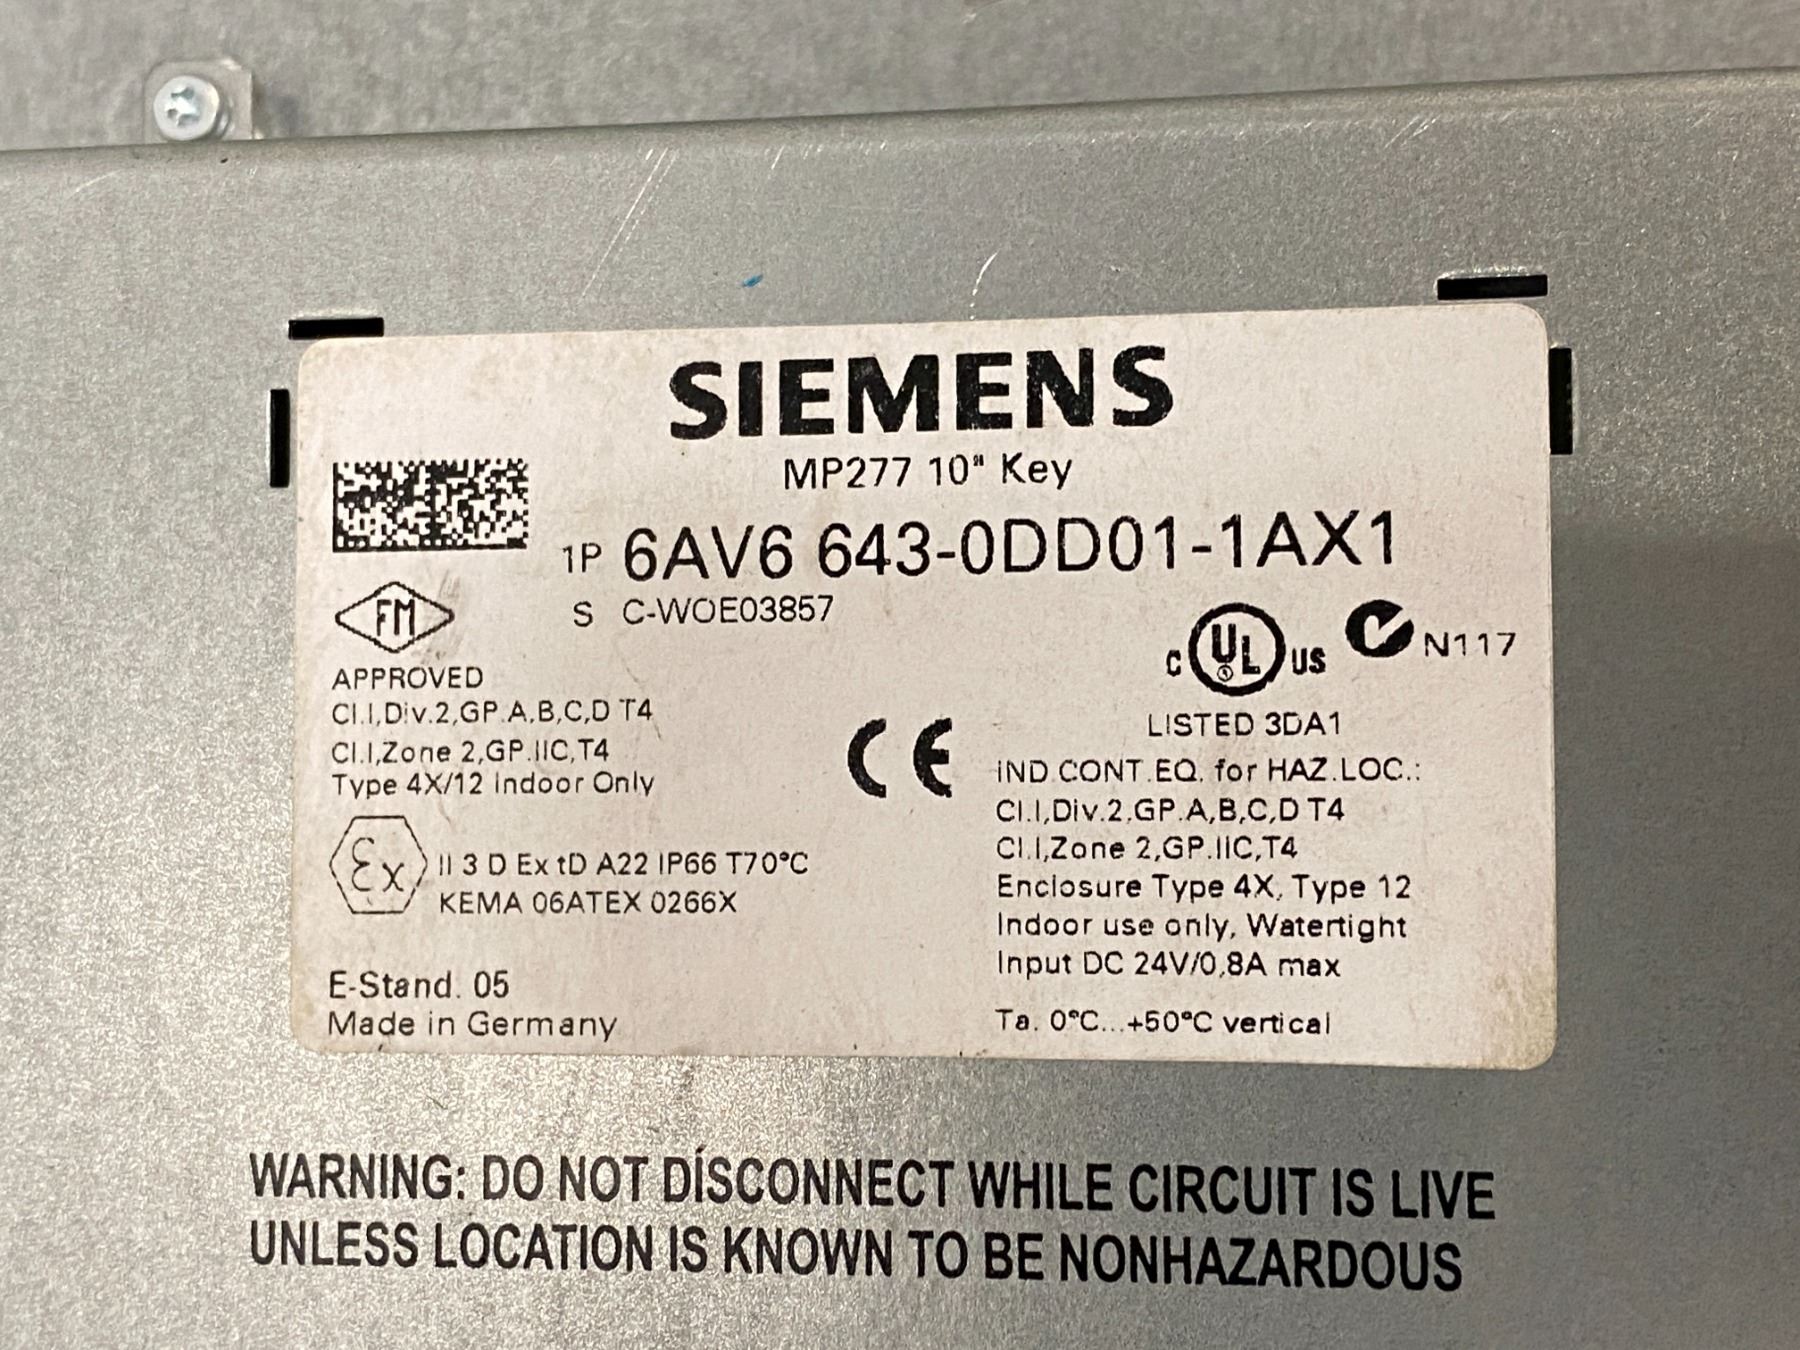 SIEMENS
MP277 10" Key
1P 6AV6 643-0DD01-1AX1
S C-WOE03857
FM
APPROVED
Cl.I,Div.2,GP.A,B,C,D T4
Cl.I,Zone 2,GP.IIC,T4
Type 4X/12 Indoor Only
Ex II 3 D Ex tD A22 IP66 T70°C
KEMA 06ATEX 0266X
E-Stand. 05
Made in Germany
CE
C UL US N117
LISTED 3DA1
IND.CONT.EQ. for HAZ.LOC.:
Cl.I,Div.2,GP.A,B,C,D T4
Cl.I,Zone 2,GP.IIC,T4
Enclosure Type 4X, Type 12
Indoor use only, Watertight
Input DC 24V/0,8A max
Ta. 0°C...+50°C vertical
WARNING: DO NOT DISCONNECT WHILE CIRCUIT IS LIVE
UNLESS LOCATION IS KNOWN TO BE NONHAZARDOUS